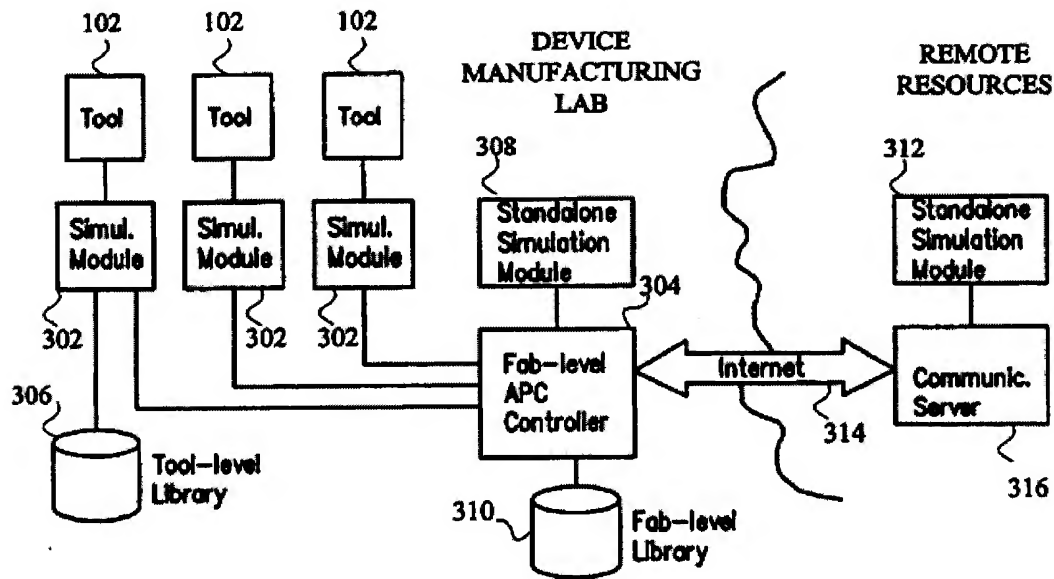 102
102
102
DEVICE
MANUFACTURING
LAB
REMOTE
RESOURCES
Tool
Tool
Tool
308
312
Simul.
Module
Simul.
Module
Simul.
Module
Standalone
Simulation
Module
Standalone
Simulation
Module
302
302
302
304
306
Fab-level
APC
Controller
Internet
Communic.
Server
314
316
Tool-level
Library
310
Fab-level
Library